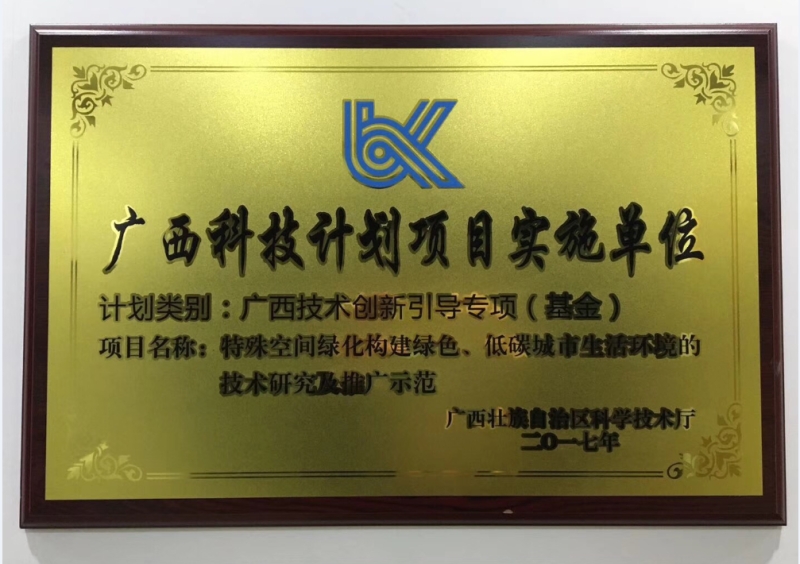 广西科技计划项目实施单位
计划类别：广西技术创新引导专项（基金）
项目名称：特殊空间绿化构建绿色、低碳城市生活环境的
技术研究及推广示范
广西壮族自治区科学技术厅
二〇一七年